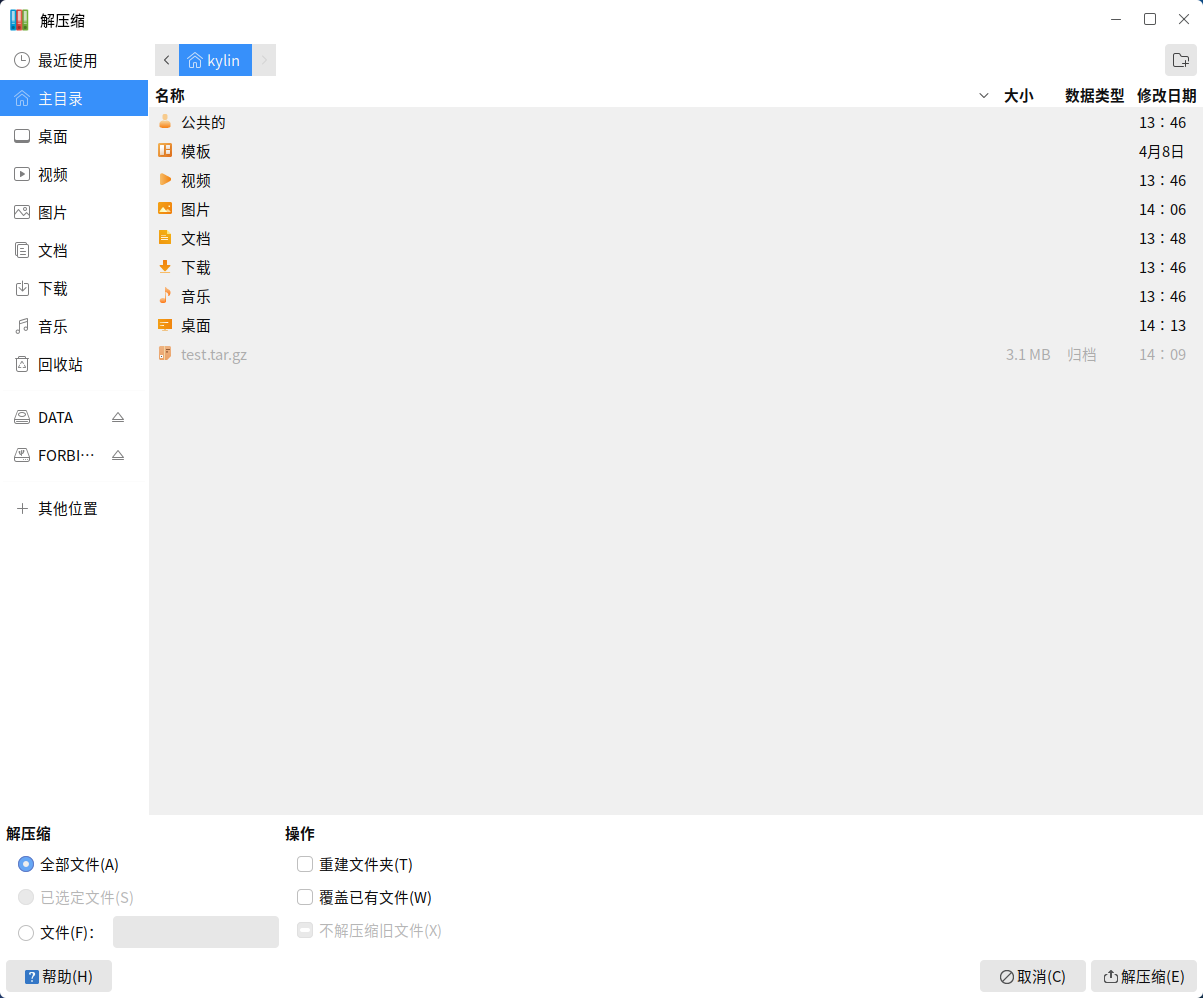 解压缩
最近使用
主目录
桌面
视频
图片
文档
下载
音乐
回收站
DATA
FORBI···
其他位置
kylin
名称 大小 数据类型 修改日期
公共的 13：46
模板 4月8日
视频 13：46
图片 14：06
文档 13：48
下载 13：46
音乐 13：46
桌面 14：13
test.tar.gz 3.1 MB 归档 14：09
解压缩
全部文件(A)
已选定文件(S)
文件(F)：
操作
重建文件夹(T)
覆盖已有文件(W)
不解压缩旧文件(X)
帮助(H) 取消(C) 解压缩(E)